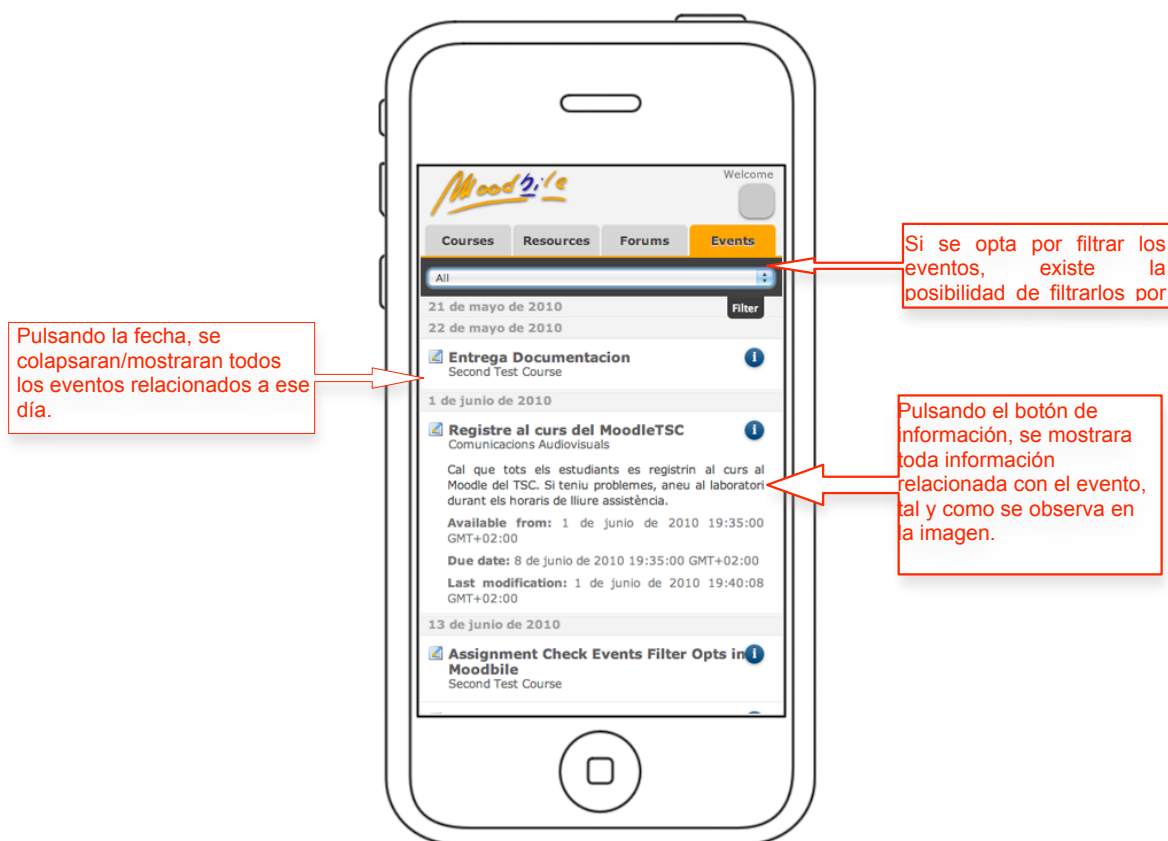 Moodbile
Welcome
Courses
Resources
Forums
Events
All
Filter
21 de mayo de 2010
22 de mayo de 2010
Entrega Documentacion
Second Test Course
1 de junio de 2010
Registre al curs del MoodleTSC
Comunicacions Audiovisuals
Cal que tots els estudiants es registrin al curs al
Moodle del TSC. Si teniu problemes, aneu al laboratori
durant els horaris de lliure assistència.
Available from: 1 de junio de 2010 19:35:00
GMT+02:00
Due date: 8 de junio de 2010 19:35:00 GMT+02:00
Last modification: 1 de junio de 2010 19:40:08
GMT+02:00
13 de junio de 2010
Assignment Check Events Filter Opts in
Moodbile
Second Test Course
Pulsando la fecha, se
colapsaran/mostraran todos
los eventos relacionados a ese
día.
Si se opta por filtrar los
eventos, existe la
posibilidad de filtrarlos por
Pulsando el botón de
información, se mostrara
toda información
relacionada con el evento,
tal y como se observa en
la imagen.